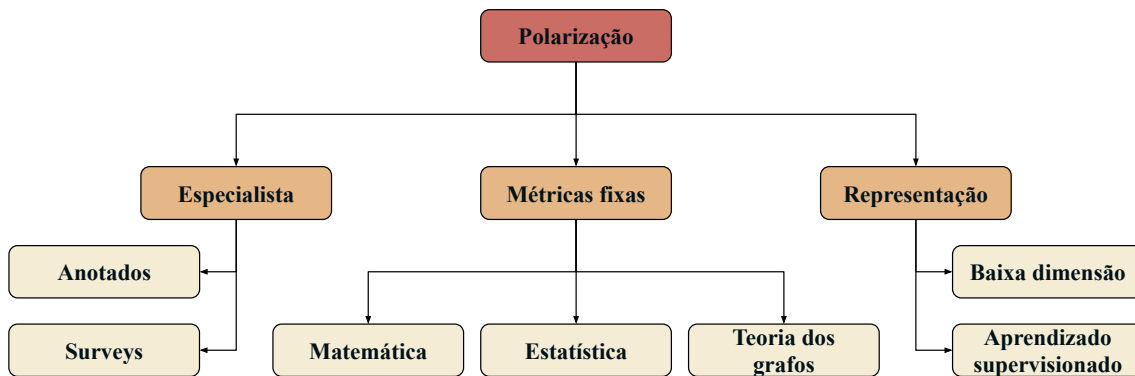 Polarização
Especialista
Métricas fixas
Representação
Anotados
Baixa dimensão
Surveys
Matemática
Estatística
Teoria dos
grafos
Aprendizado
supervisionado